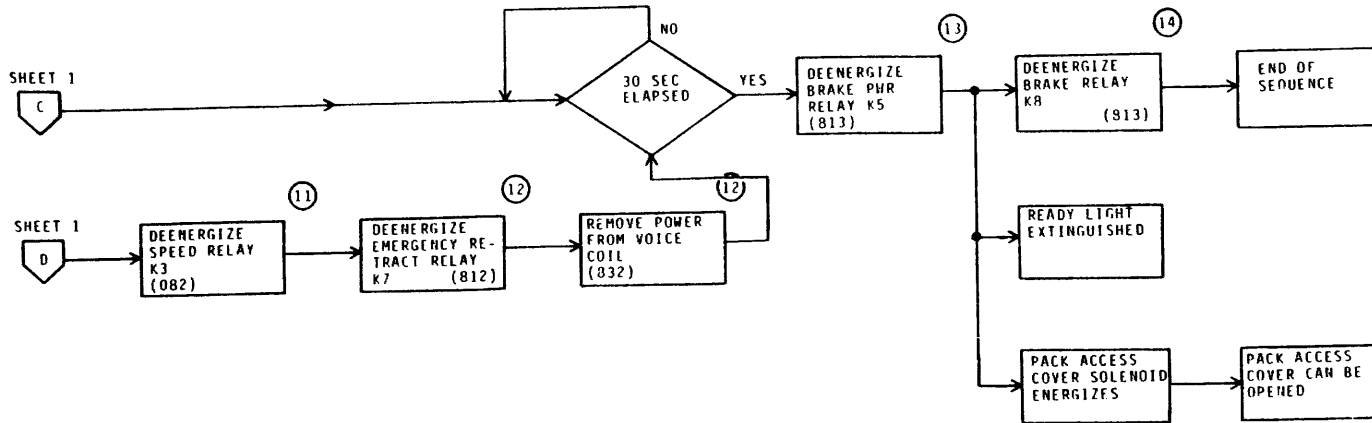 SHEET 1
C
NO
30 SEC
ELAPSED
YES
13
DEENERGIZE
BRAKE PWR
RELAY K5
(813)
14
DEENERGIZE
BRAKE RELAY
K8
(813)
END OF
SEQUENCE
SHEET 1
D
DEENERGIZE
SPEED RELAY
K3
(082)
11
DEENERGIZE
EMERGENCY RE-
TRACT RELAY
K7 (812)
12
REMOVE POWER
FROM VOICE
COIL
(832)
12
READY LIGHT
EXTINGUISHED
PACK ACCESS
COVER SOLENOID
ENERGIZES
PACK ACCESS
COVER CAN BE
OPENED